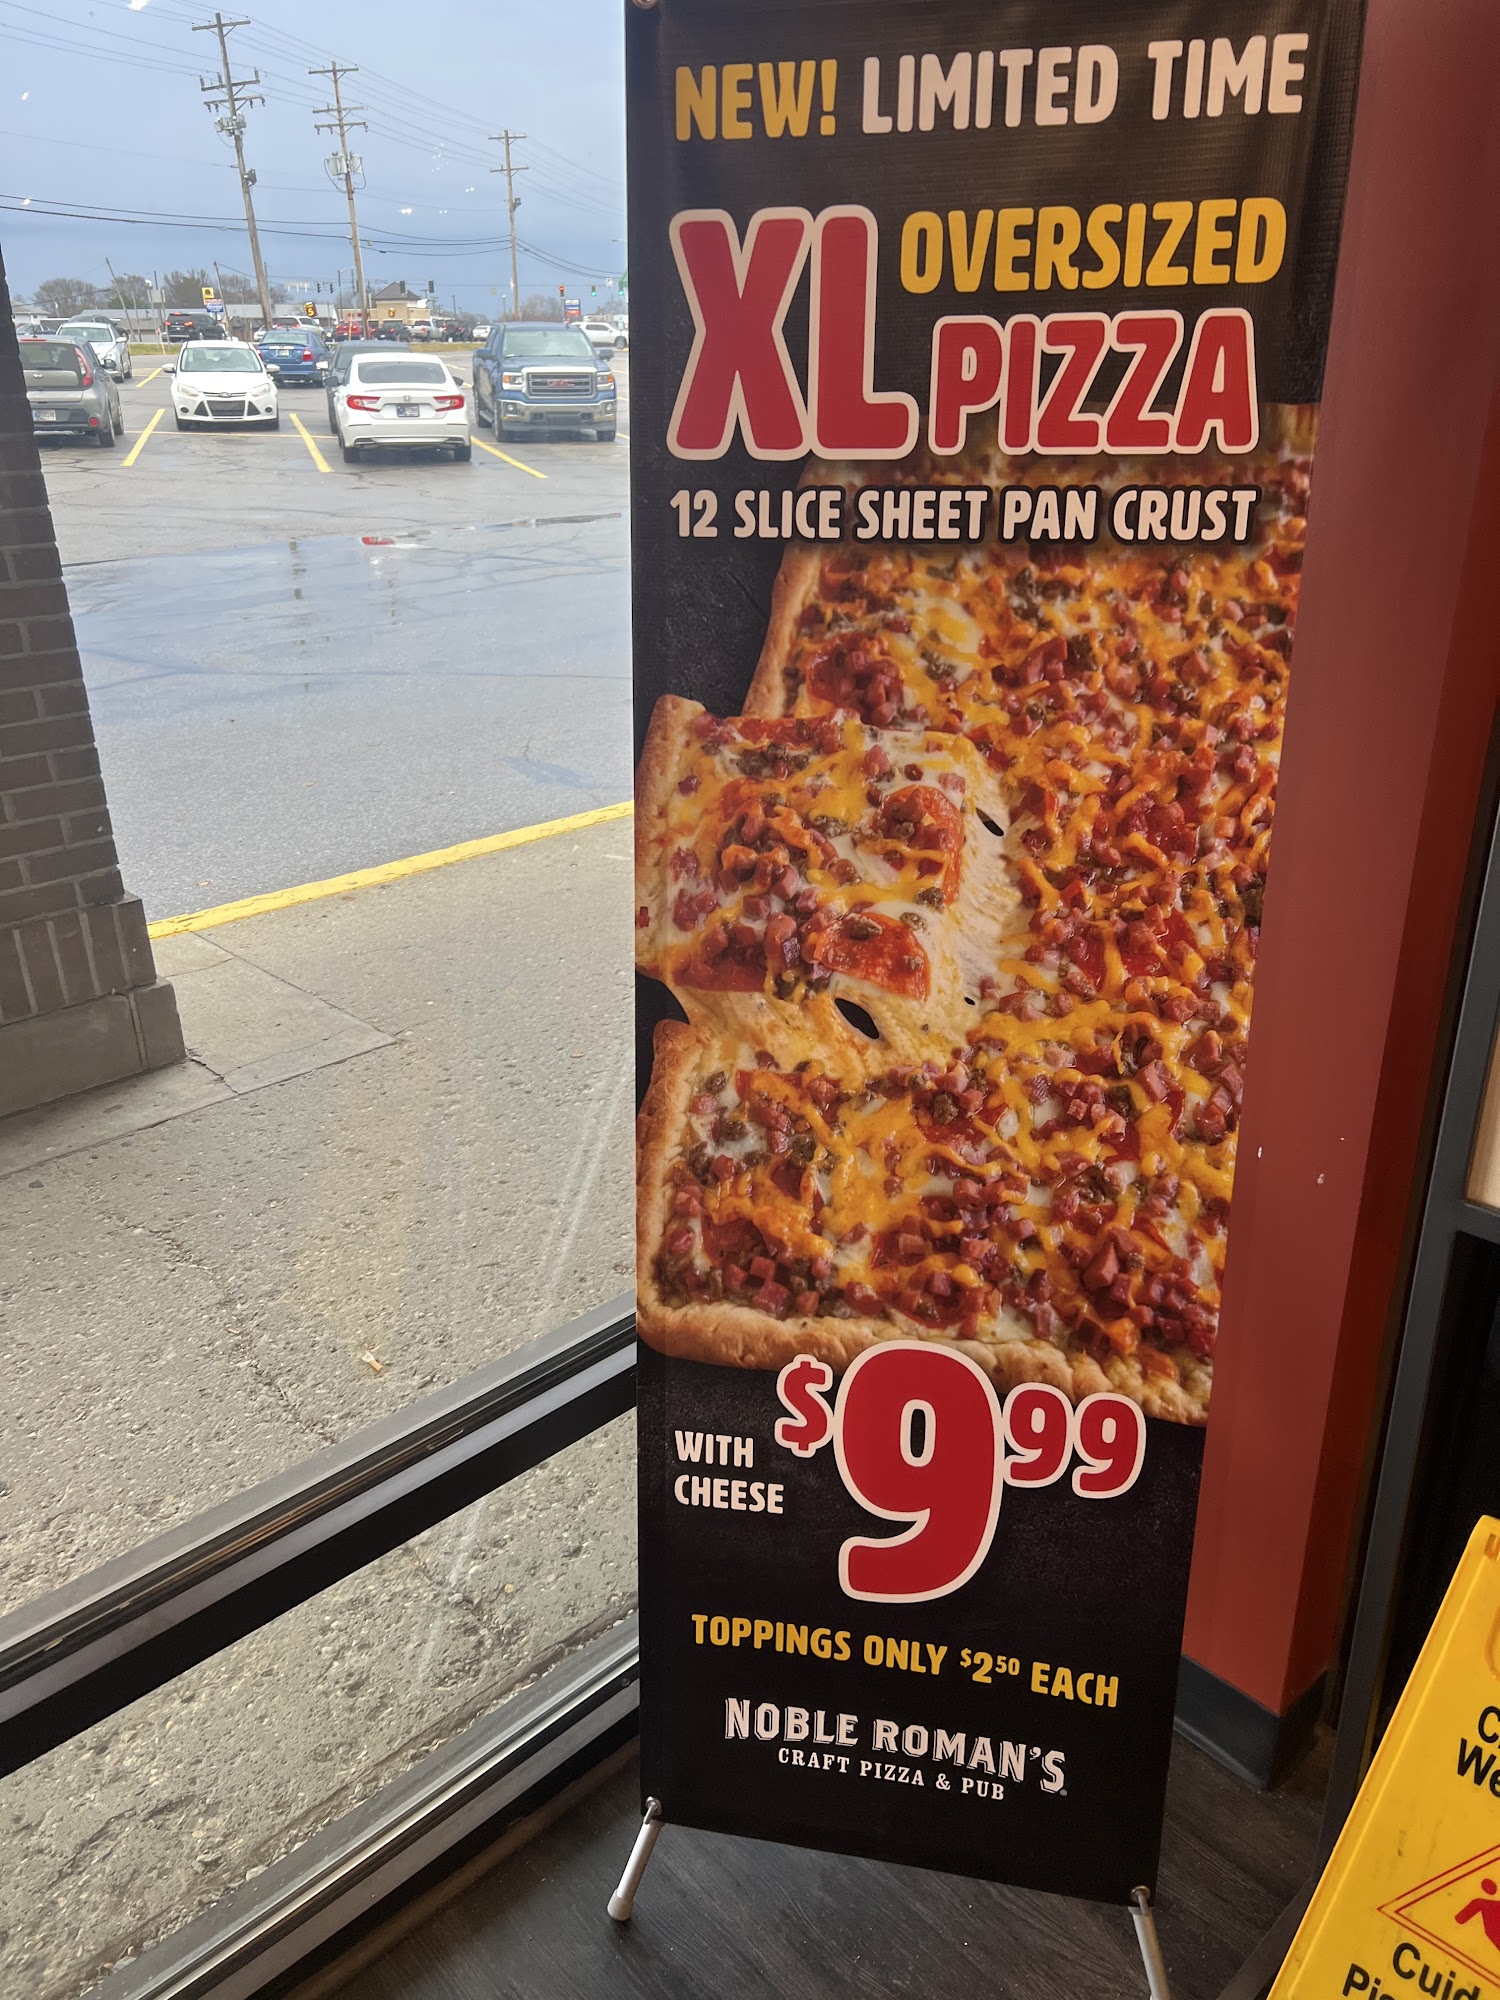 NEW! LIMITED TIME
XL OVERSIZED
PIZZA
12 SLICE SHEET PAN CRUST
WITH
CHEESE
$9.99
TOPPINGS ONLY $2.50 EACH
NOBLE ROMAN'S
CRAFT PIZZA & PUB